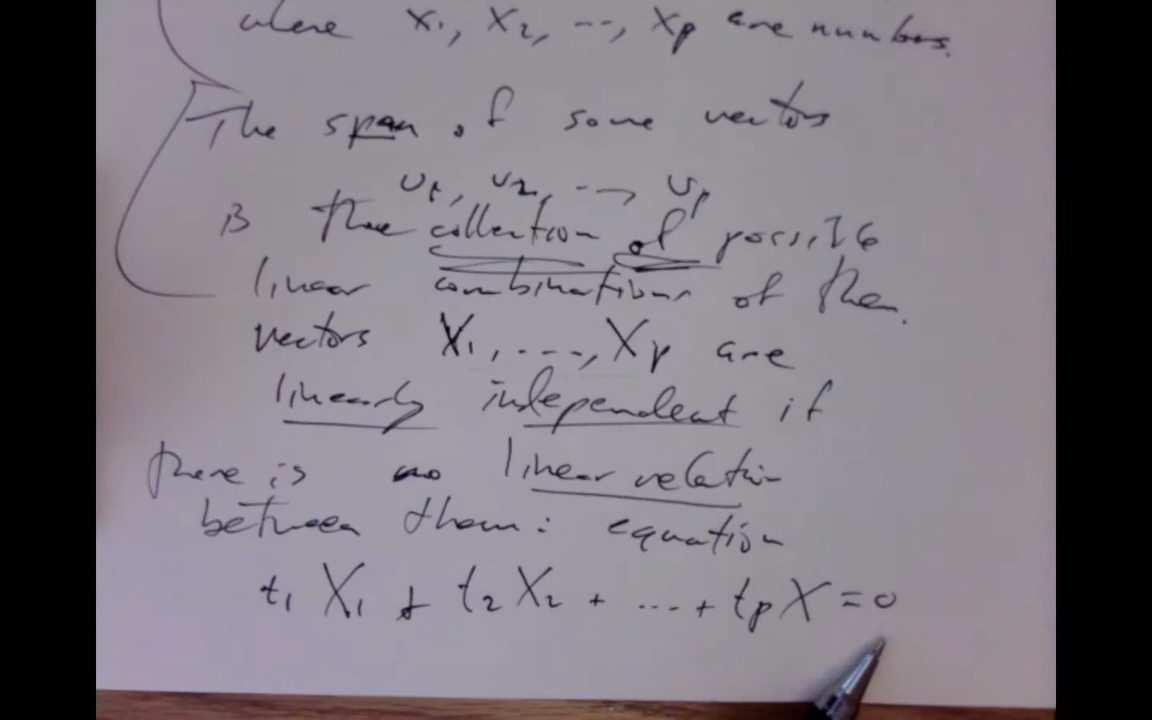 where x1, x2, ..., xp are numbers.
The span of some vectors
v1, v2, ..., vp
is the collection of possible
linear combinations of them.
vectors X1, ..., Xp are
linearly independent if
there is no linear relation
between them: equation
t1 X1 + t2 X2 + ... + tp X = 0